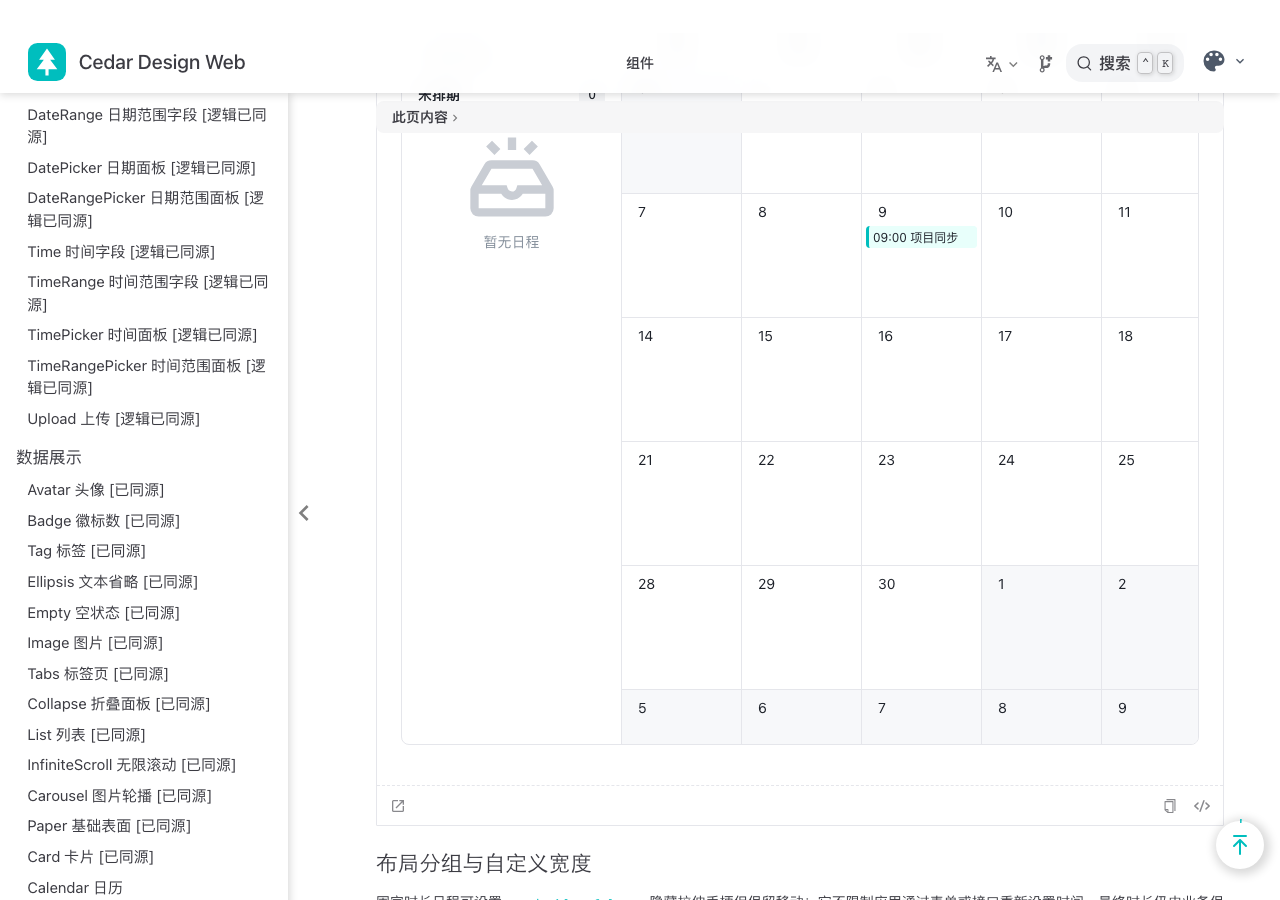 Cedar Design Web
组件
搜索 ^ K
DateRange 日期范围字段 [逻辑已同
源]
DatePicker 日期面板 [逻辑已同源]
DateRangePicker 日期范围面板 [逻
辑已同源]
Time 时间字段 [逻辑已同源]
TimeRange 时间范围字段 [逻辑已同
源]
TimePicker 时间面板 [逻辑已同源]
TimeRangePicker 时间范围面板 [逻
辑已同源]
Upload 上传 [逻辑已同源]
数据展示
Avatar 头像 [已同源]
Badge 徽标数 [已同源]
Tag 标签 [已同源]
Ellipsis 文本省略 [已同源]
Empty 空状态 [已同源]
Image 图片 [已同源]
Tabs 标签页 [已同源]
Collapse 折叠面板 [已同源]
List 列表 [已同源]
InfiniteScroll 无限滚动 [已同源]
Carousel 图片轮播 [已同源]
Paper 基础表面 [已同源]
Card 卡片 [已同源]
Calendar 日历
未排期 0
此页内容
暂无日程
7 8 9 10 11
09:00 项目同步
14 15 16 17 18
21 22 23 24 25
28 29 30 1 2
5 6 7 8 9
布局分组与自定义宽度